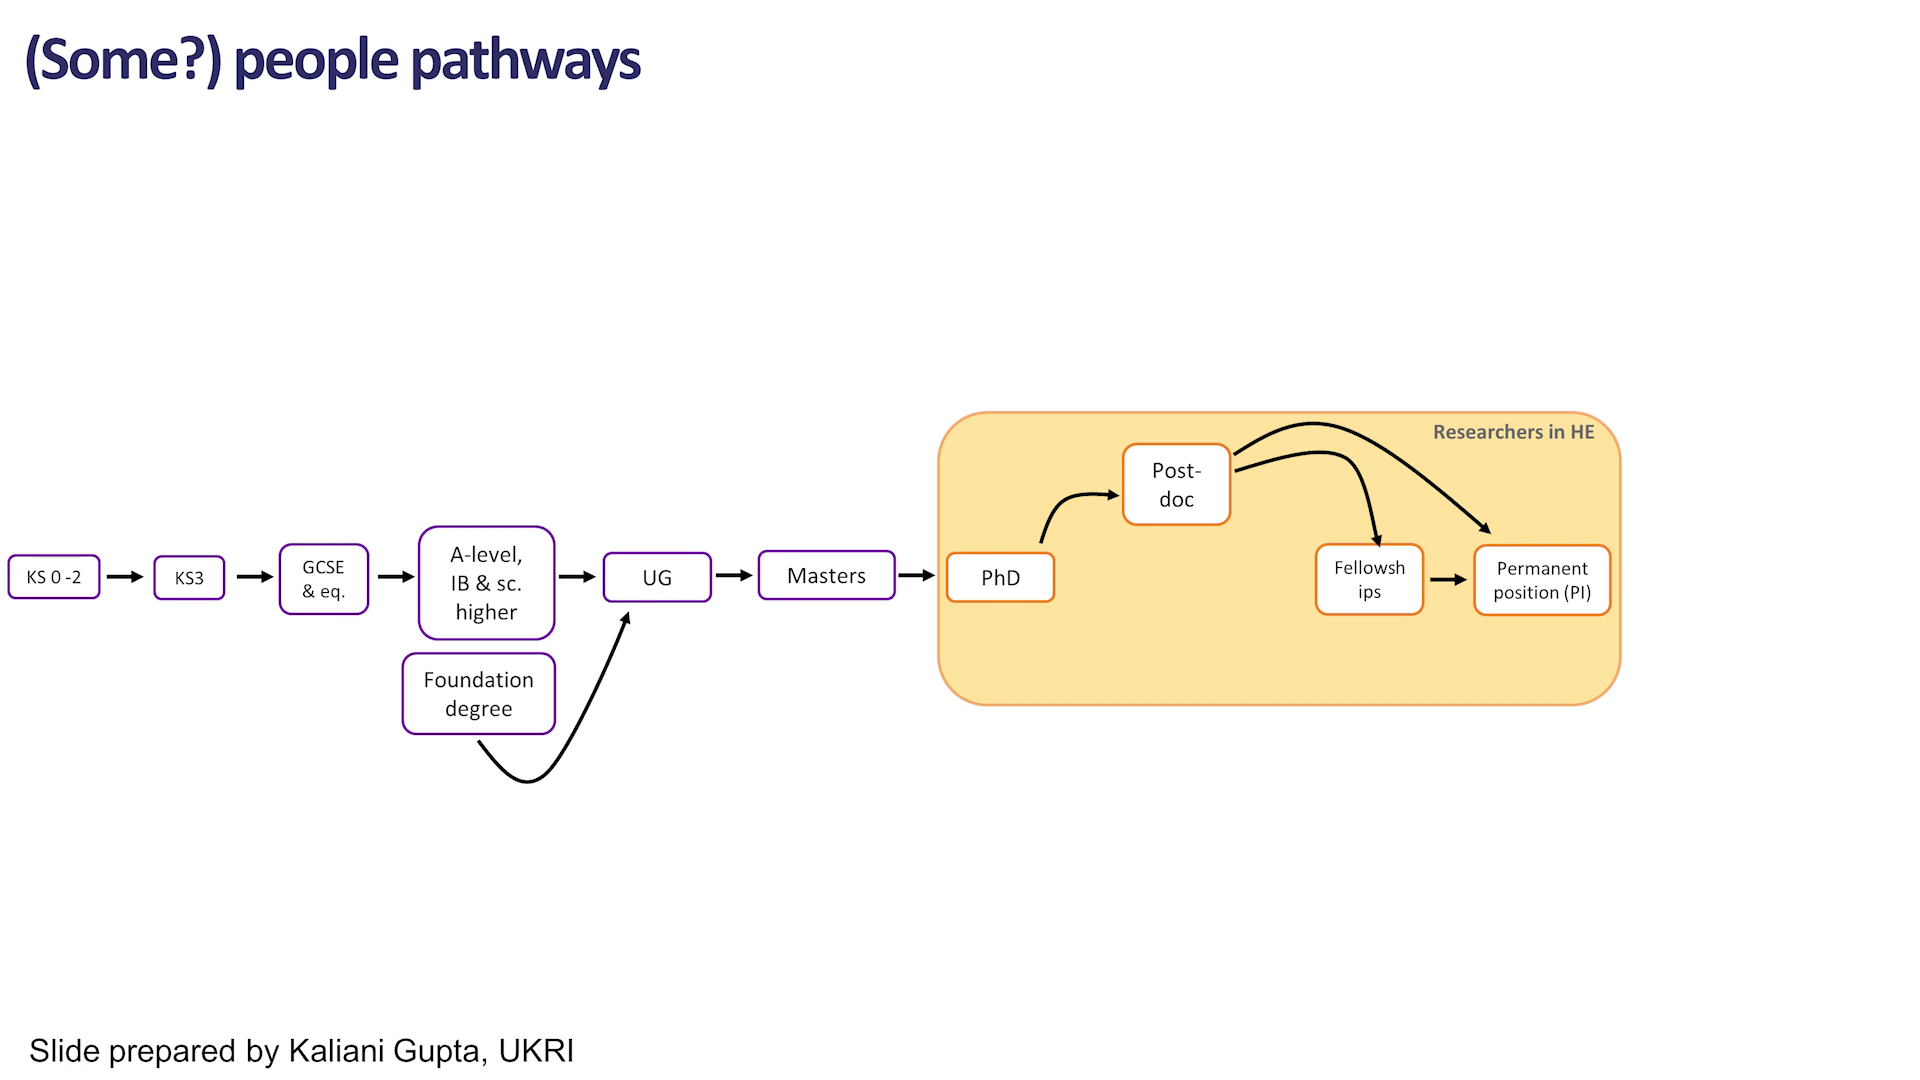 (Some?) people pathways
KS 0 -2
KS3
GCSE
& eq.
A-level,
IB & sc.
higher
Foundation
degree
UG
Masters
Researchers in HE
PhD
Post-
doc
Fellowsh
ips
Permanent
position (PI)
Slide prepared by Kaliani Gupta, UKRI